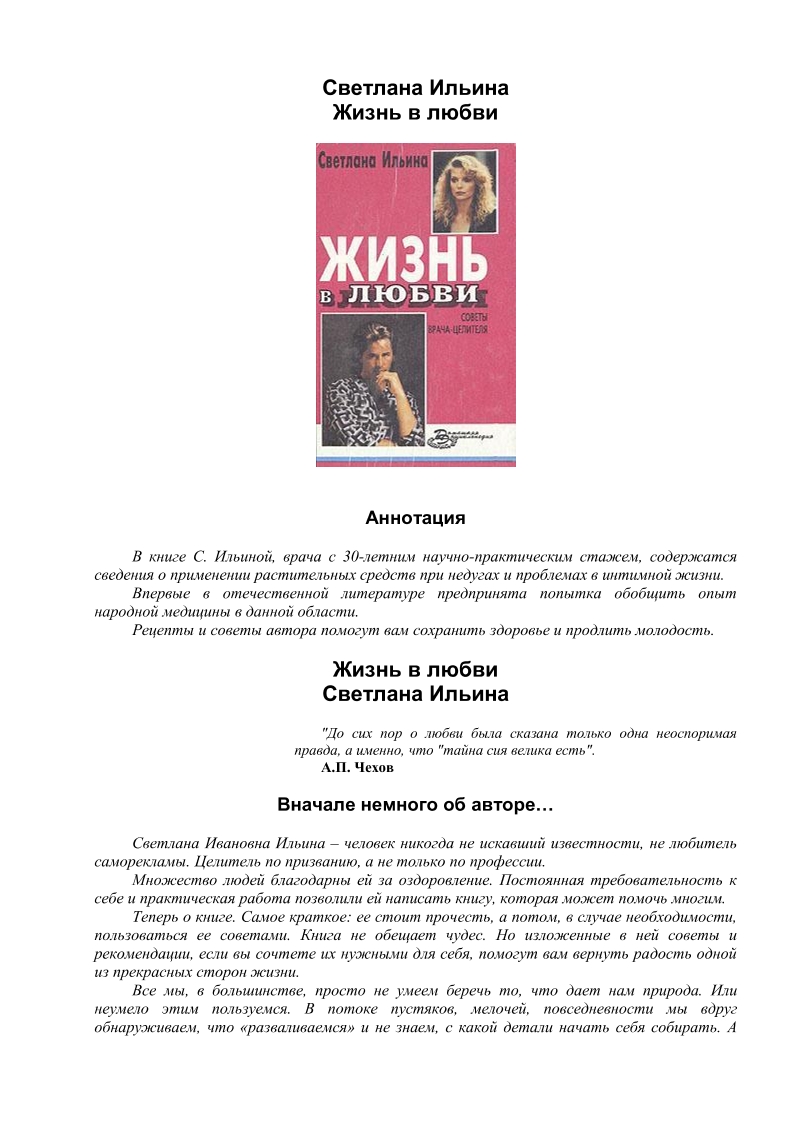 Светлана Ильина
Жизнь в любви
Светлана Ильина
ЖИЗНЬ
В ЛЮБВИ
СОВЕТЫ
ВРАЧА-ЦЕЛИТЕЛЯ
Аннотация
В книге С. Ильиной, врача с 30-летним научно-практическим стажем, содержатся
сведения о применении растительных средств при недугах и проблемах в интимной жизни.
Впервые в отечественной литературе предпринята попытка обобщить опыт
народной медицины в данной области.
Рецепты и советы автора помогут вам сохранить здоровье и продлить молодость.
Жизнь в любви
Светлана Ильина
"До сих пор о любви была сказана только одна неоспоримая
правда, а именно, что "тайна сия велика есть".
А.П. Чехов
Вначале немного об авторе…
Светлана Ивановна Ильина – человек никогда не искавший известности, не любитель
саморекламы. Целитель по призванию, а не только по профессии.
Множество людей благодарны ей за оздоровление. Постоянная требовательность к
себе и практическая работа позволили ей написать книгу, которая может помочь многим.
Теперь о книге. Самое краткое: ее стоит прочесть, а потом, в случае необходимости,
пользоваться ее советами. Книга не обещает чудес. Но изложенные в ней советы и
рекомендации, если вы сочтете их нужными для себя, помогут вам вернуть радость одной
из прекрасных сторон жизни.
Все мы, в большинстве, просто не умеем беречь то, что дает нам природа. Или
неумело этим пользуемся. В потоке пустяков, мелочей, повседневности мы вдруг
обнаруживаем, что «разваливаемся» и не знаем, с какой детали начать себя собирать. А